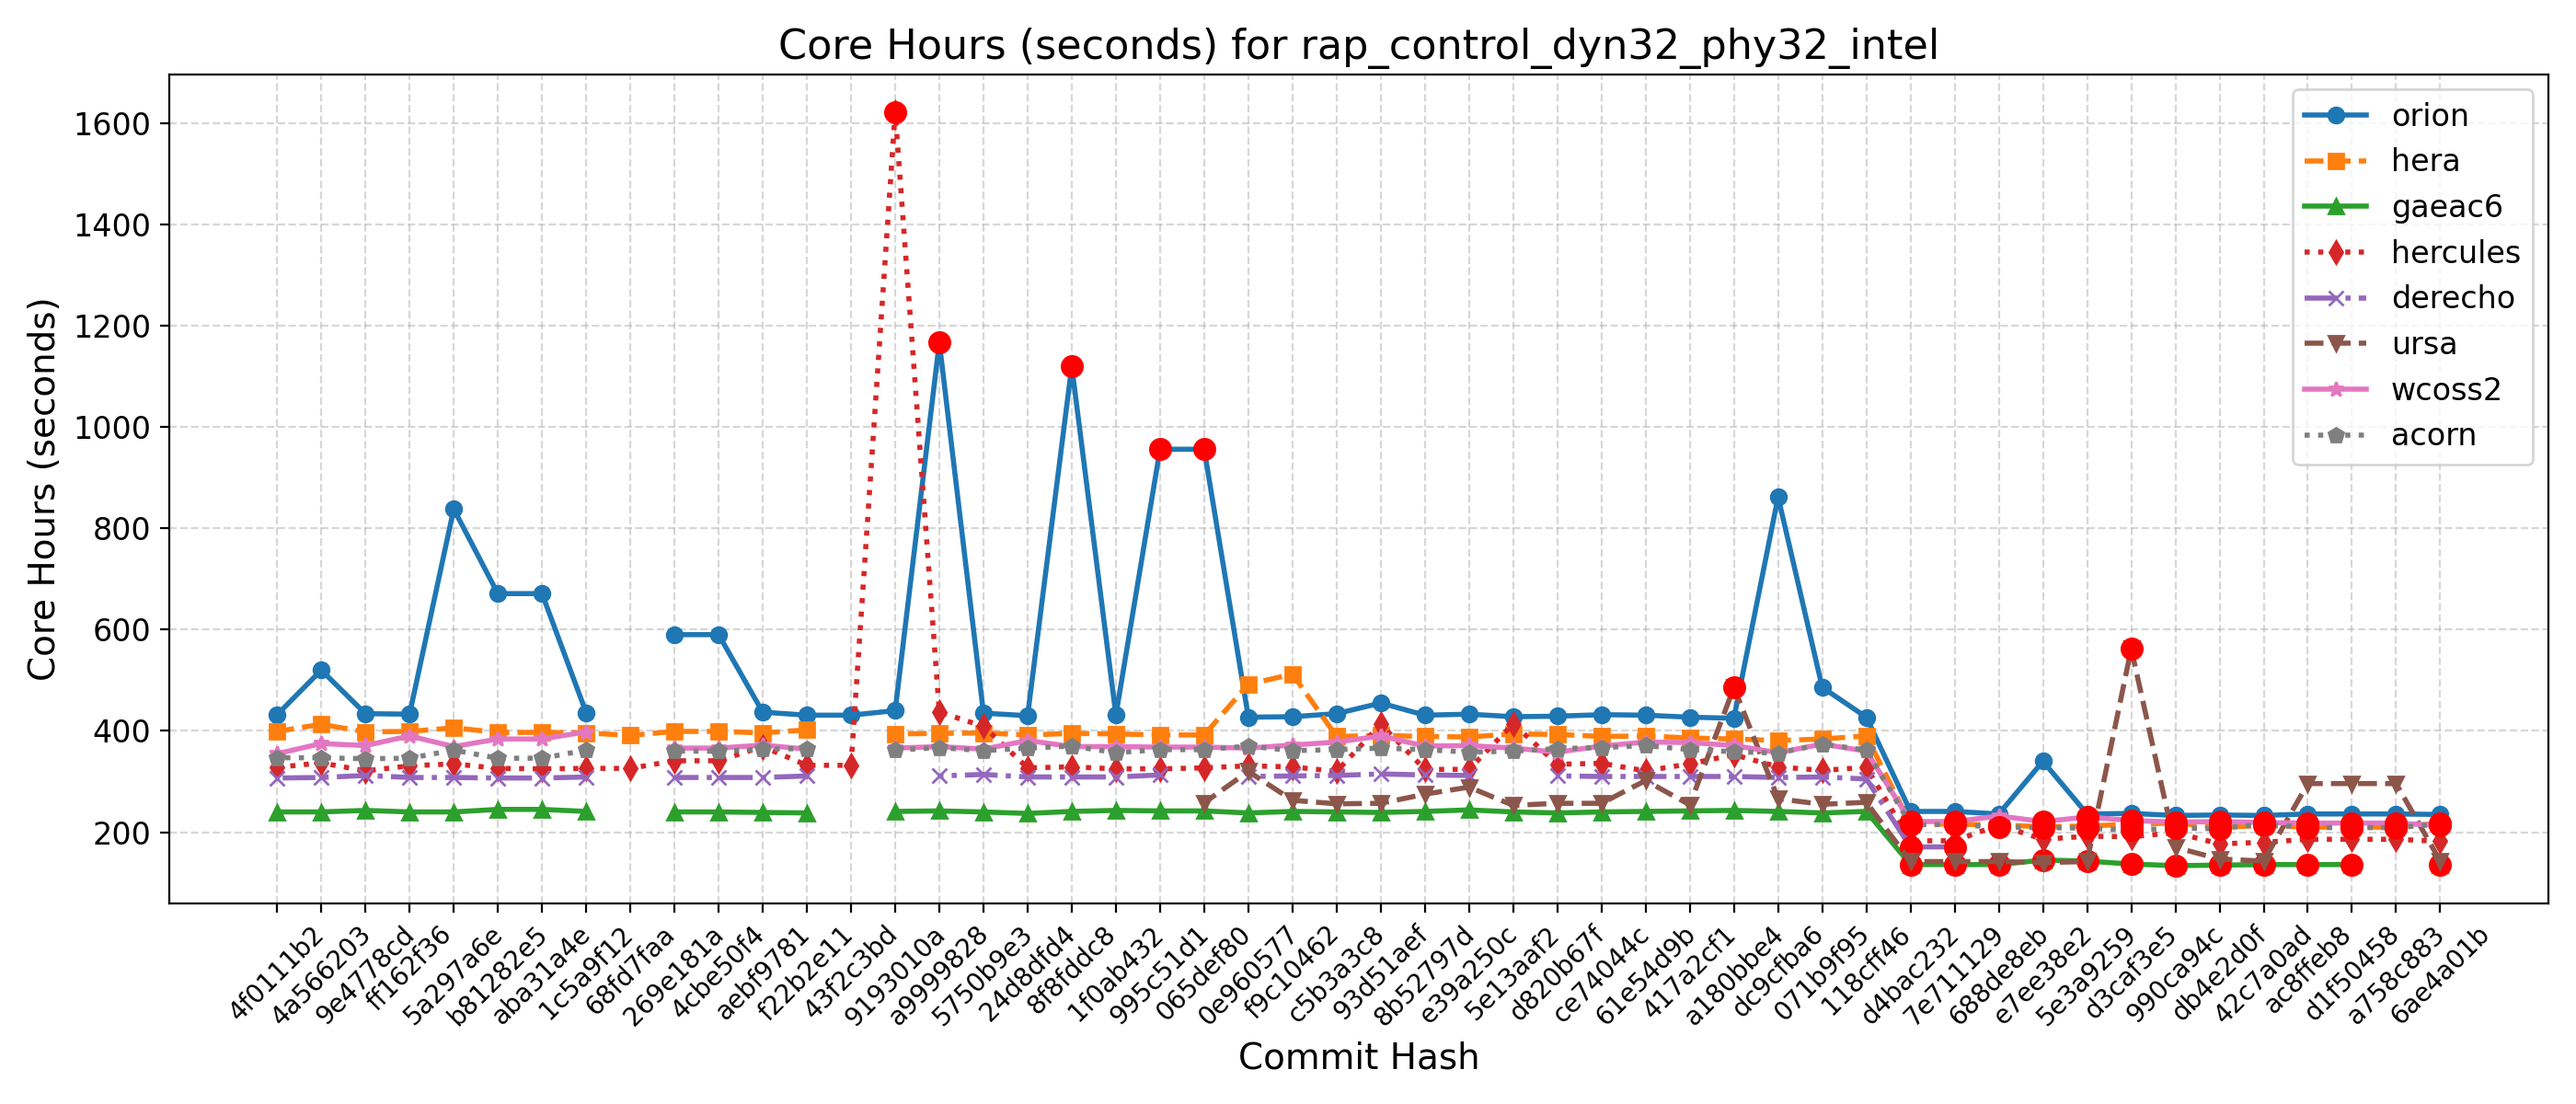 Core Hours (seconds) for rap_control_dyn32_phy32_intel
Core Hours (seconds)
1600
1400
1200
1000
800
600
400
200
orion
hera
gaeac6
hercules
derecho
ursa
wcoss2
acorn
4f0111b2
4a566203
9e4778cd
ff162f36
5a297a6e
b81282e5
aba31a4e
1c5a9f12
68fd7faa
269e181a
4cbe50f4
aebf9781
f22b2e11
43f2c3bd
9193010a
a9999828
5750b9e3
24d8dfd4
8f8fddc8
1f0ab432
995c51d1
065def80
0e960577
f9c10462
c5b3a3c8
93d51aef
8b52797d
e39a250c
5e13aaf2
d820b67f
ce74044c
61e54d9b
417a2cf1
a180bbe4
dc9cfba6
071b9f95
118cff46
d4bac232
7e711129
688de8eb
e7ee38e2
5e3a9259
d3caf3e5
990ca94c
db4e2d0f
42c7a0ad
ac8ffeb8
d1f50458
a758c883
6ae4a01b
Commit Hash